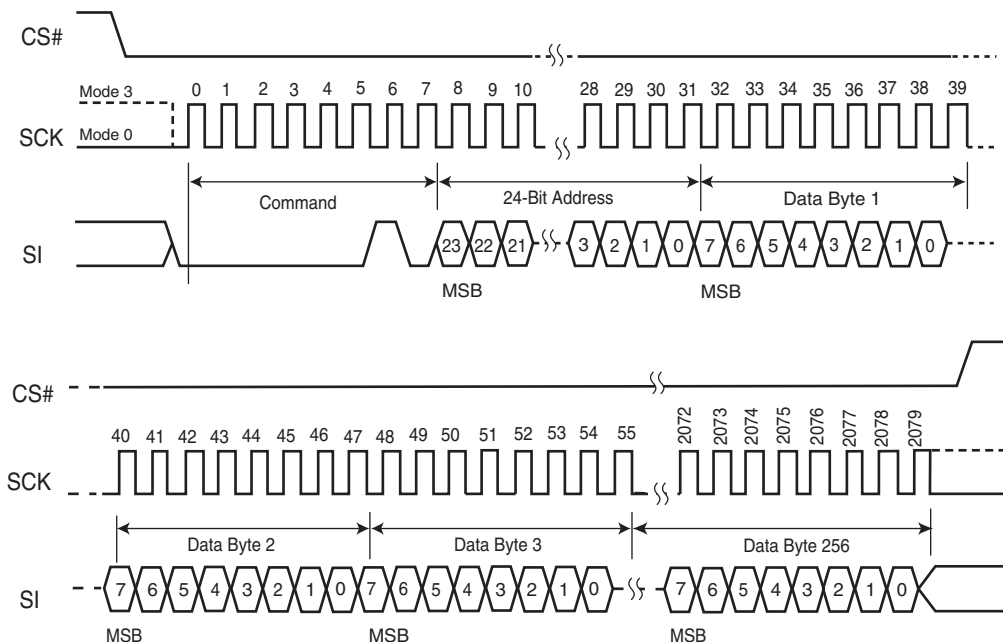 CS#
0 1 2 3 4 5 6 7 8 9 10 28 29 30 31 32 33 34 35 36 37 38 39
Mode 3
SCK
Mode 0
Command
24-Bit Address
Data Byte 1
SI
23 22 21 3 2 1 0 7 6 5 4 3 2 1 0
MSB MSB
CS#
40 41 42 43 44 45 46 47 48 49 50 51 52 53 54 55 2072 2073 2074 2075 2076 2077 2078 2079
SCK
Data Byte 2
Data Byte 3
Data Byte 256
SI
7 6 5 4 3 2 1 0 7 6 5 4 3 2 1 0 7 6 5 4 3 2 1 0
MSB MSB MSB